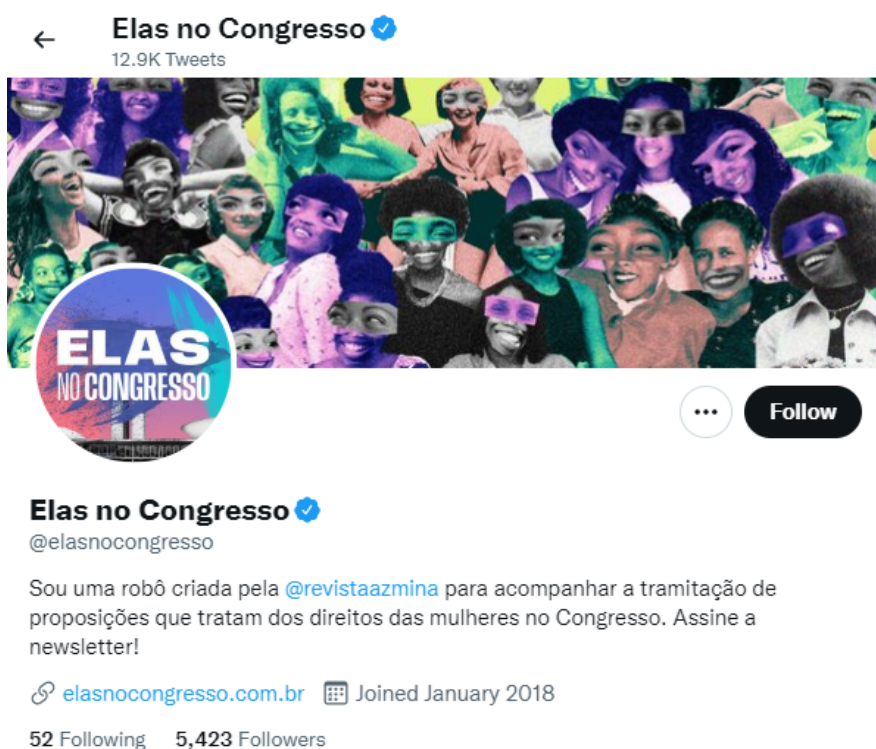 Elas no Congresso
12.9K Tweets
ELAS
NO CONGRESSO
Follow
Elas no Congresso
@elasnocongresso
Sou uma robô criada pela @revistaazmina para acompanhar a tramitação de
proposições que tratam dos direitos das mulheres no Congresso. Assine a
newsletter!
elasnocongresso.com.br Joined January 2018
52 Following 5,423 Followers